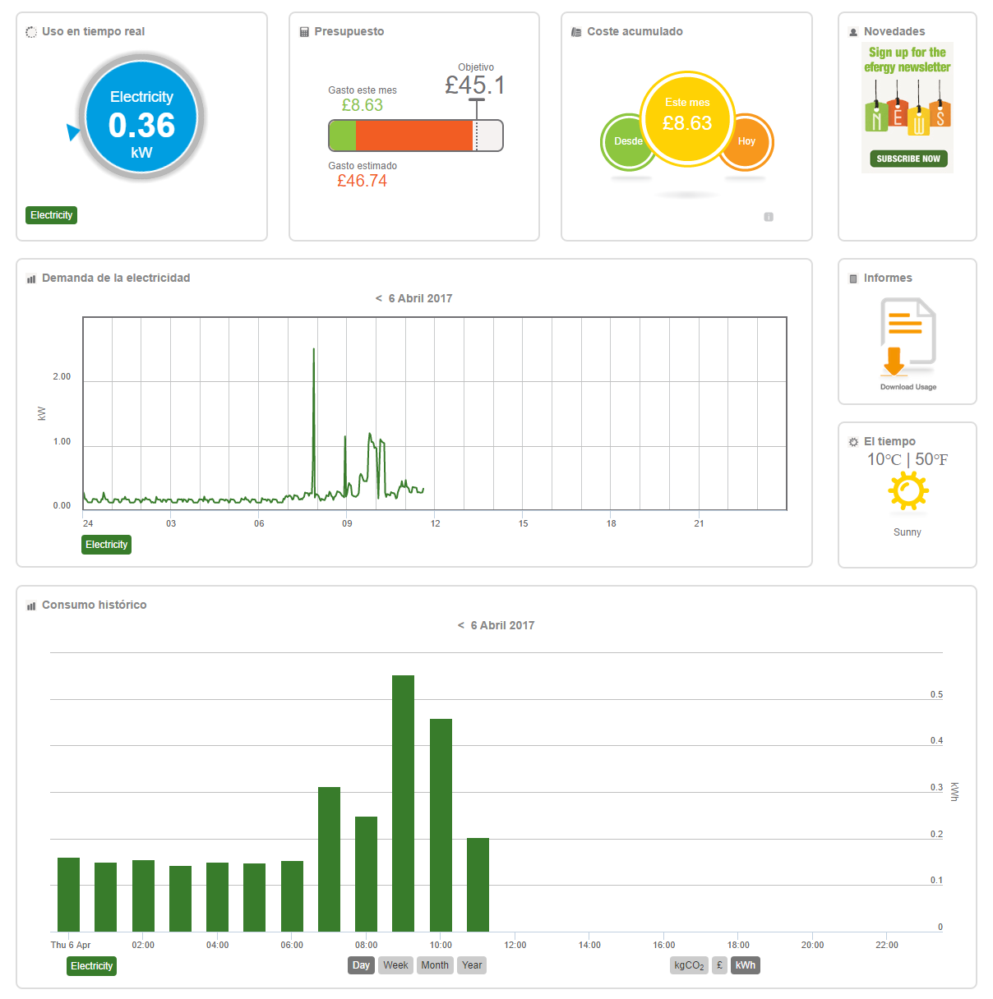 Uso en tiempo real
Electricity
0.36
kW
Electricity
Presupuesto
Objetivo
£45.1
Gasto este mes
£8.63
Gasto estimado
£46.74
Coste acumulado
Desde
Este mes
£8.63
Hoy
i
Novedades
Sign up for the
efergy newsletter
NEWS
SUBSCRIBE NOW
Demanda de la electricidad
< 6 Abril 2017
kW
2.00
1.00
0.00
24 03 06 09 12 15 18 21
Electricity
Informes
Download Usage
El tiempo
10°C | 50°F
Sunny
Consumo histórico
< 6 Abril 2017
0.5
0.4
0.3
0.2
0.1
0
kWh
Thu 6 Apr 02:00 04:00 06:00 08:00 10:00 12:00 14:00 16:00 18:00 20:00 22:00
Electricity
Day Week Month Year
kgCO₂ £ kWh